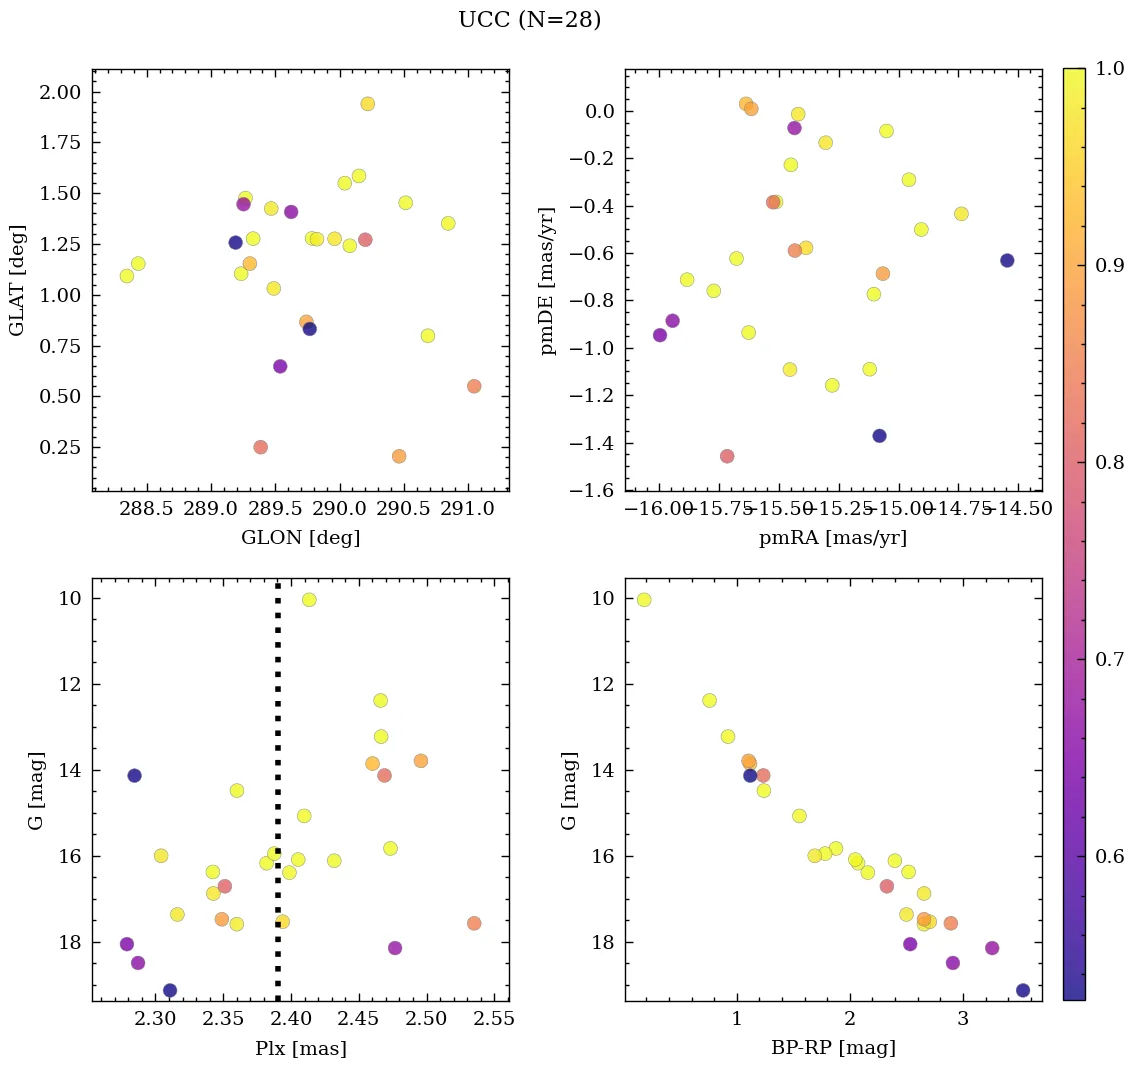 UCC (N=28)
2.00
1.75
1.50
1.25
1.00
0.75
0.50
0.25
GLAT [deg]
288.5 289.0 289.5 290.0 290.5 291.0
GLON [deg]
0.0
−0.2
−0.4
−0.6
−0.8
−1.0
−1.2
−1.4
−1.6
pmDE [mas/yr]
−16.00 −15.75 −15.50 −15.25 −15.00 −14.75 −14.50
pmRA [mas/yr]
1.0
0.9
0.8
0.7
0.6
10
12
14
16
18
G [mag]
2.30 2.35 2.40 2.45 2.50 2.55
Plx [mas]
10
12
14
16
18
G [mag]
1 2 3
BP-RP [mag]